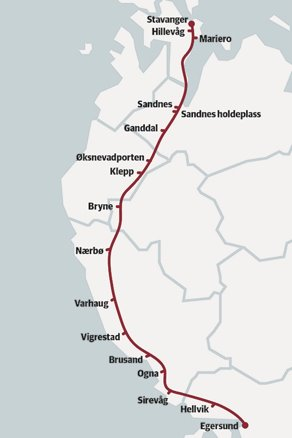 Stavanger
Hillevåg
Mariero
Sandnes
Sandnes holdeplass
Ganddal
Øksnevadporten
Klepp
Bryne
Nærbø
Varhaug
Vigrestad
Brusand
Ogna
Sirevåg
Hellvik
Egersund